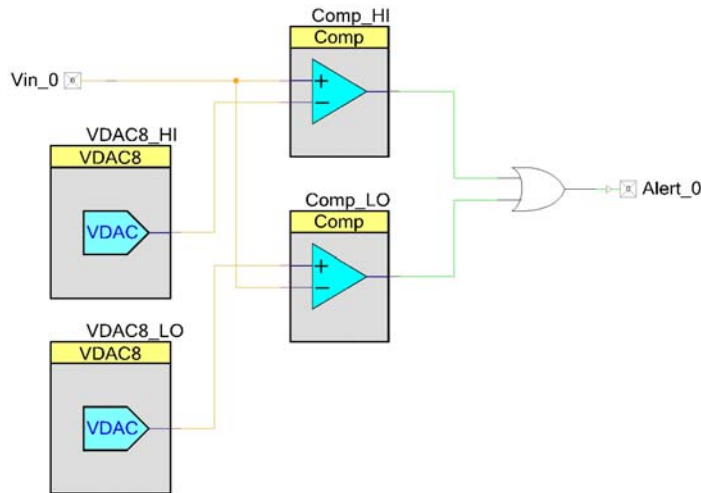 Comp_HI
Comp
+
−
Vin_0
VDAC8_HI
VDAC8
VDAC
Comp_LO
Comp
+
−
Alert_0
VDAC8_LO
VDAC8
VDAC